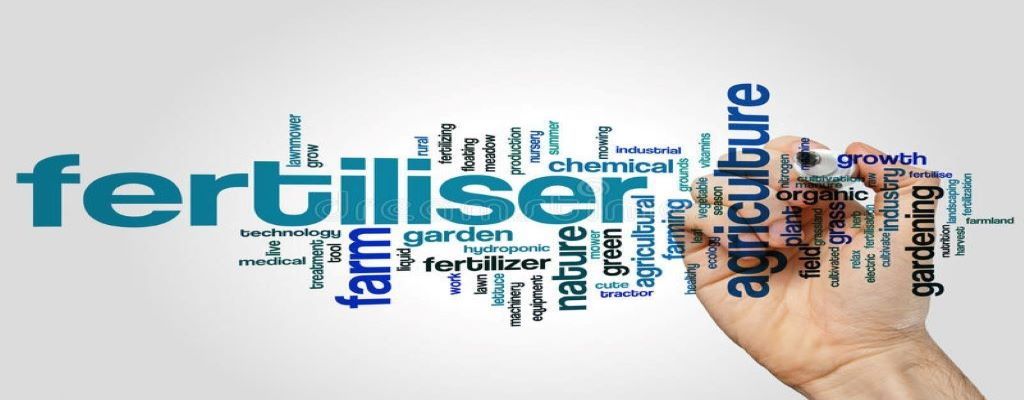 fertiliser
lawnmower
grow
technology
live
medical
treatment
tool
farm
rural
fertilizing
floating
meadow
production
nursery
summer
mowing
industrial
chemical
garden
liquid
hydroponic
fertilizer
work
lawn
lettuce
machinery
equipment
nature
mower
green
cute
tractor
agricultural
farming
grounds
vegetable
vitamins
season
leaf
ecology
healthy
agriculture
nitrogen
machine
growth
cultivation
organic
plant
grassland
field
grass
cultivated
herb
relax
electric
fertilisation
raw
cultivate
industry
fertilise
gardening
landscaping
fertilization
farmland
nutrition
harvest
dreamstime